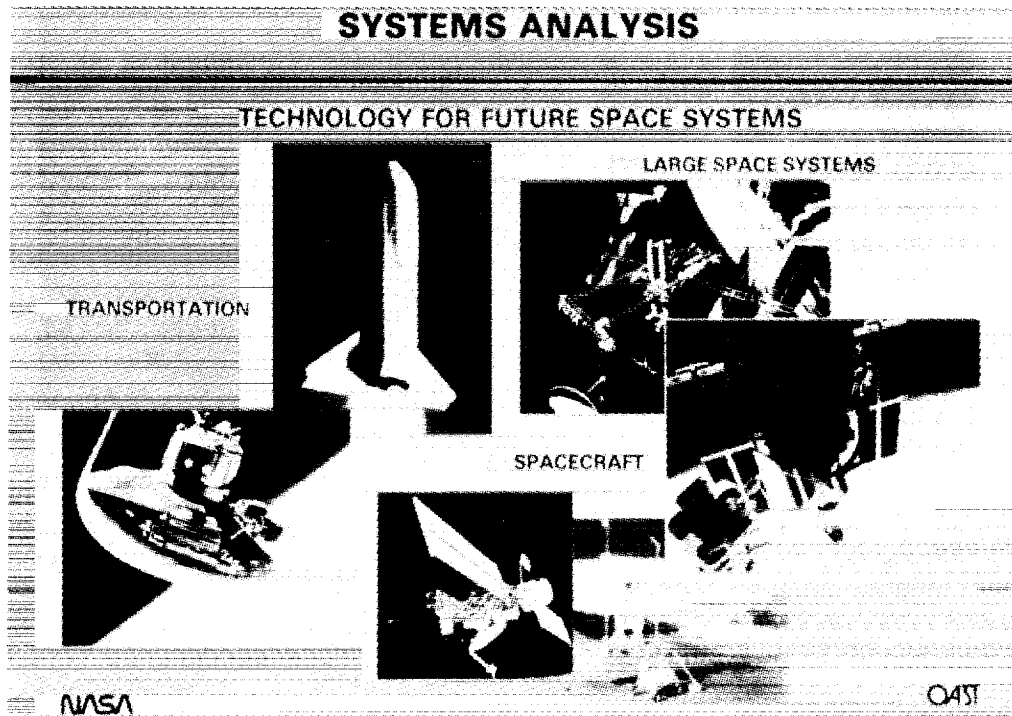 SYSTEMS ANALYSIS
TECHNOLOGY FOR FUTURE SPACE SYSTEMS
LARGE SPACE SYSTEMS
TRANSPORTATION
SPACECRAFT
NASA
OAST